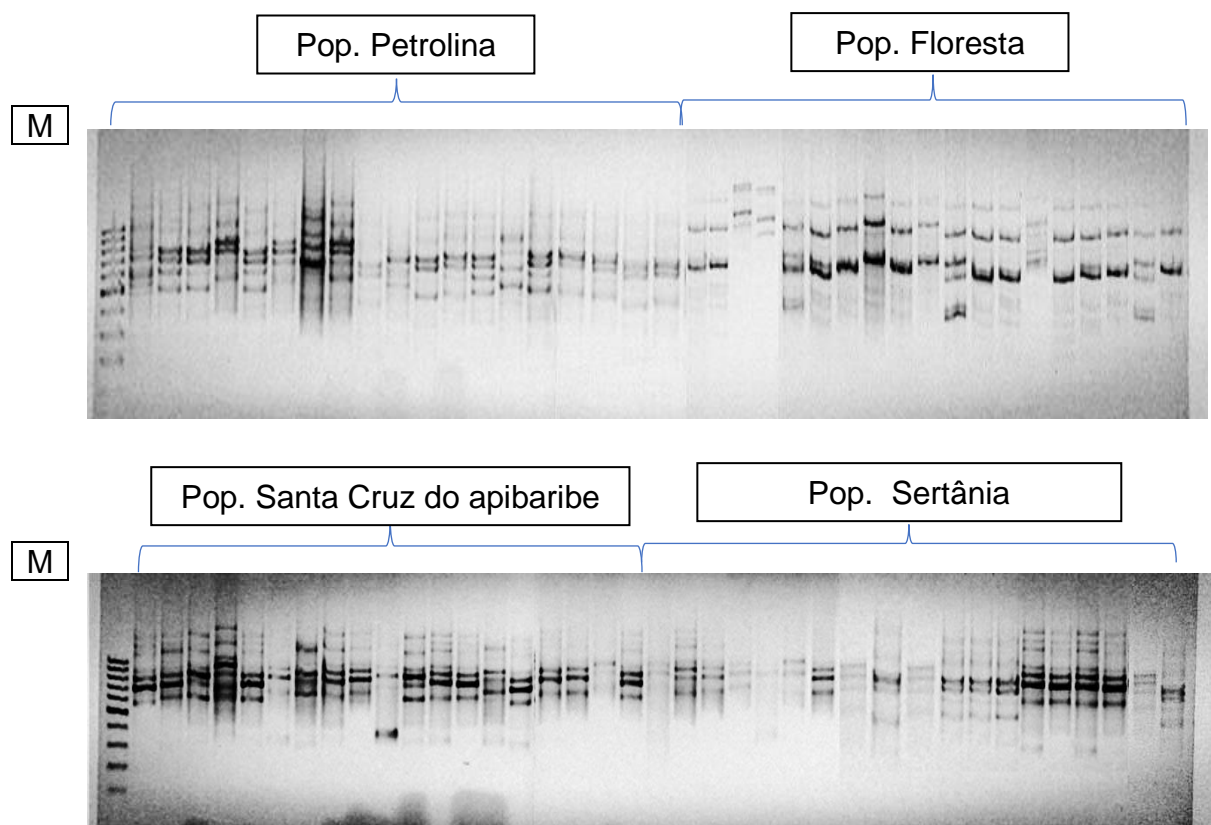 Pop. Petrolina
Pop. Floresta
M
Pop. Santa Cruz do apibaribe
Pop. Sertânia
M